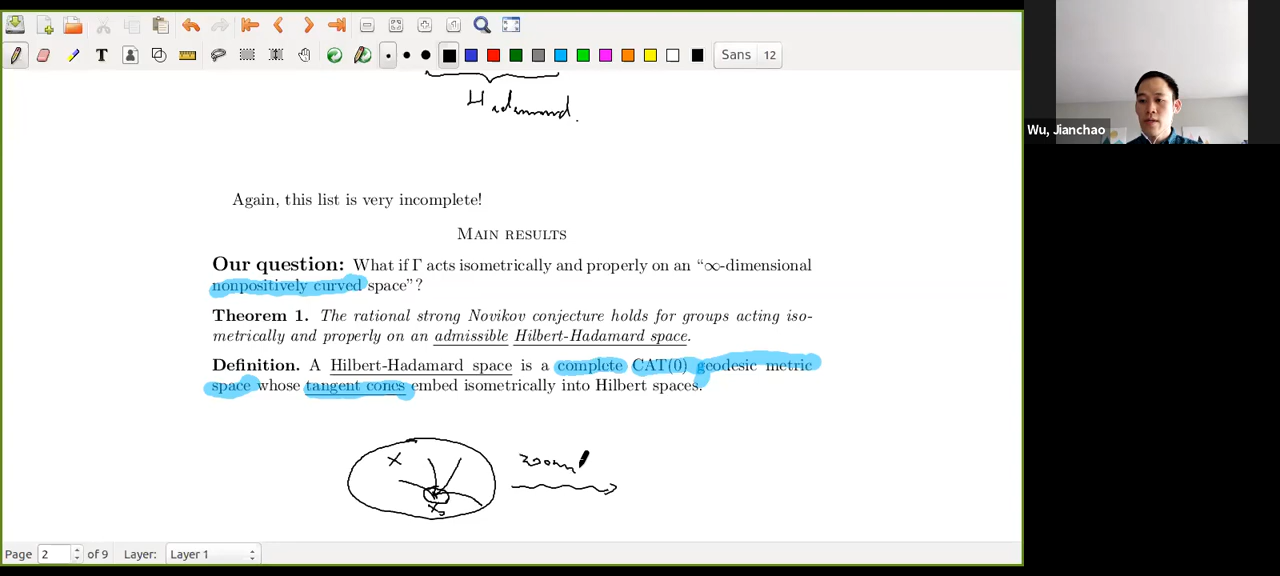 Sans 12
Wu, Jianchao
Hadamard.
Again, this list is very incomplete!
MAIN RESULTS
Our question: What if Γ acts isometrically and properly on an “∞-dimensional
nonpositively curved space”?
Theorem 1. The rational strong Novikov conjecture holds for groups acting iso-
metrically and properly on an admissible Hilbert-Hadamard space.
Definition. A Hilbert-Hadamard space is a complete CAT(0) geodesic metric
space whose tangent cones embed isometrically into Hilbert spaces.
X
zoom
x₀
Page 2 of 9 Layer: Layer 1